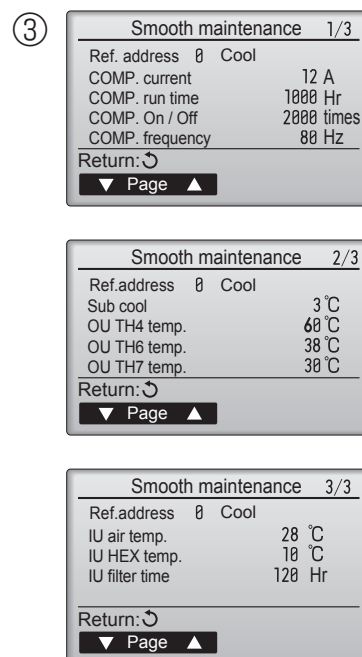 ③
Smooth maintenance 1/3
Ref. address 0 Cool
COMP. current 12 A
COMP. run time 1000 Hr
COMP. On / Off 2000 times
COMP. frequency 80 Hz
Return:
▼ Page ▲
Smooth maintenance 2/3
Ref.address 0 Cool
Sub cool 3 ℃
OU TH4 temp. 60 ℃
OU TH6 temp. 38 ℃
OU TH7 temp. 30 ℃
Return:
▼ Page ▲
Smooth maintenance 3/3
Ref.address 0 Cool
IU air temp. 28 ℃
IU HEX temp. 10 ℃
IU filter time 120 Hr
Return:
▼ Page ▲